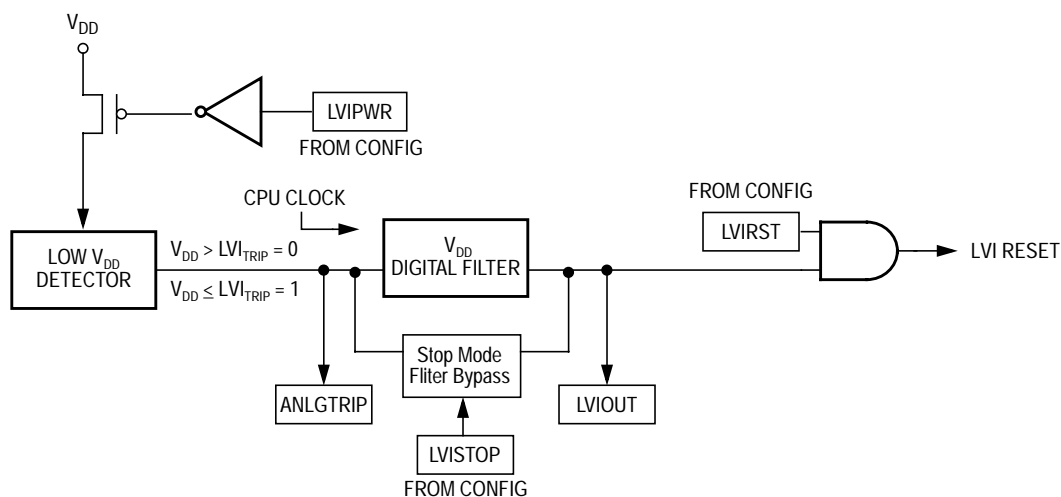 VDD
LVIPWR
FROM CONFIG
FROM CONFIG
CPU CLOCK
LVIRST
LVI RESET
LOW VDD
DETECTOR
VDD > LVITRIP = 0
VDD ≤ LVITRIP = 1
VDD
DIGITAL FILTER
Stop Mode
Fliter Bypass
ANLGTRIP
LVIOUT
LVISTOP
FROM CONFIG